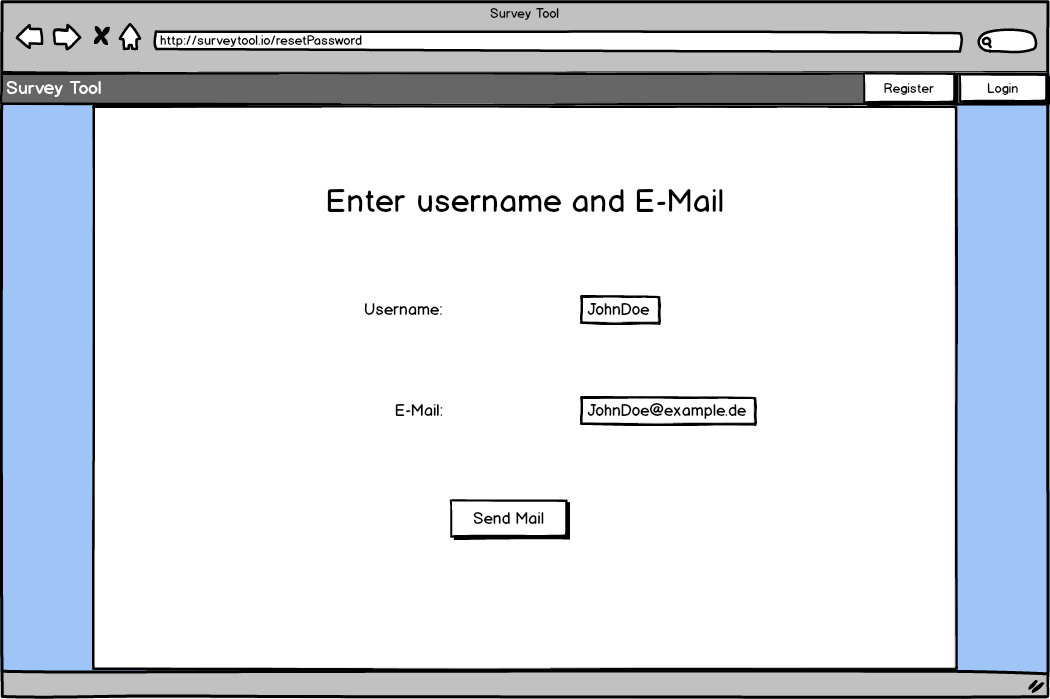 Survey Tool
http://surveytool.io/resetPassword
Survey Tool
Register
Login
Enter username and E-Mail
Username:
JohnDoe
E-Mail:
JohnDoe@example.de
Send Mail